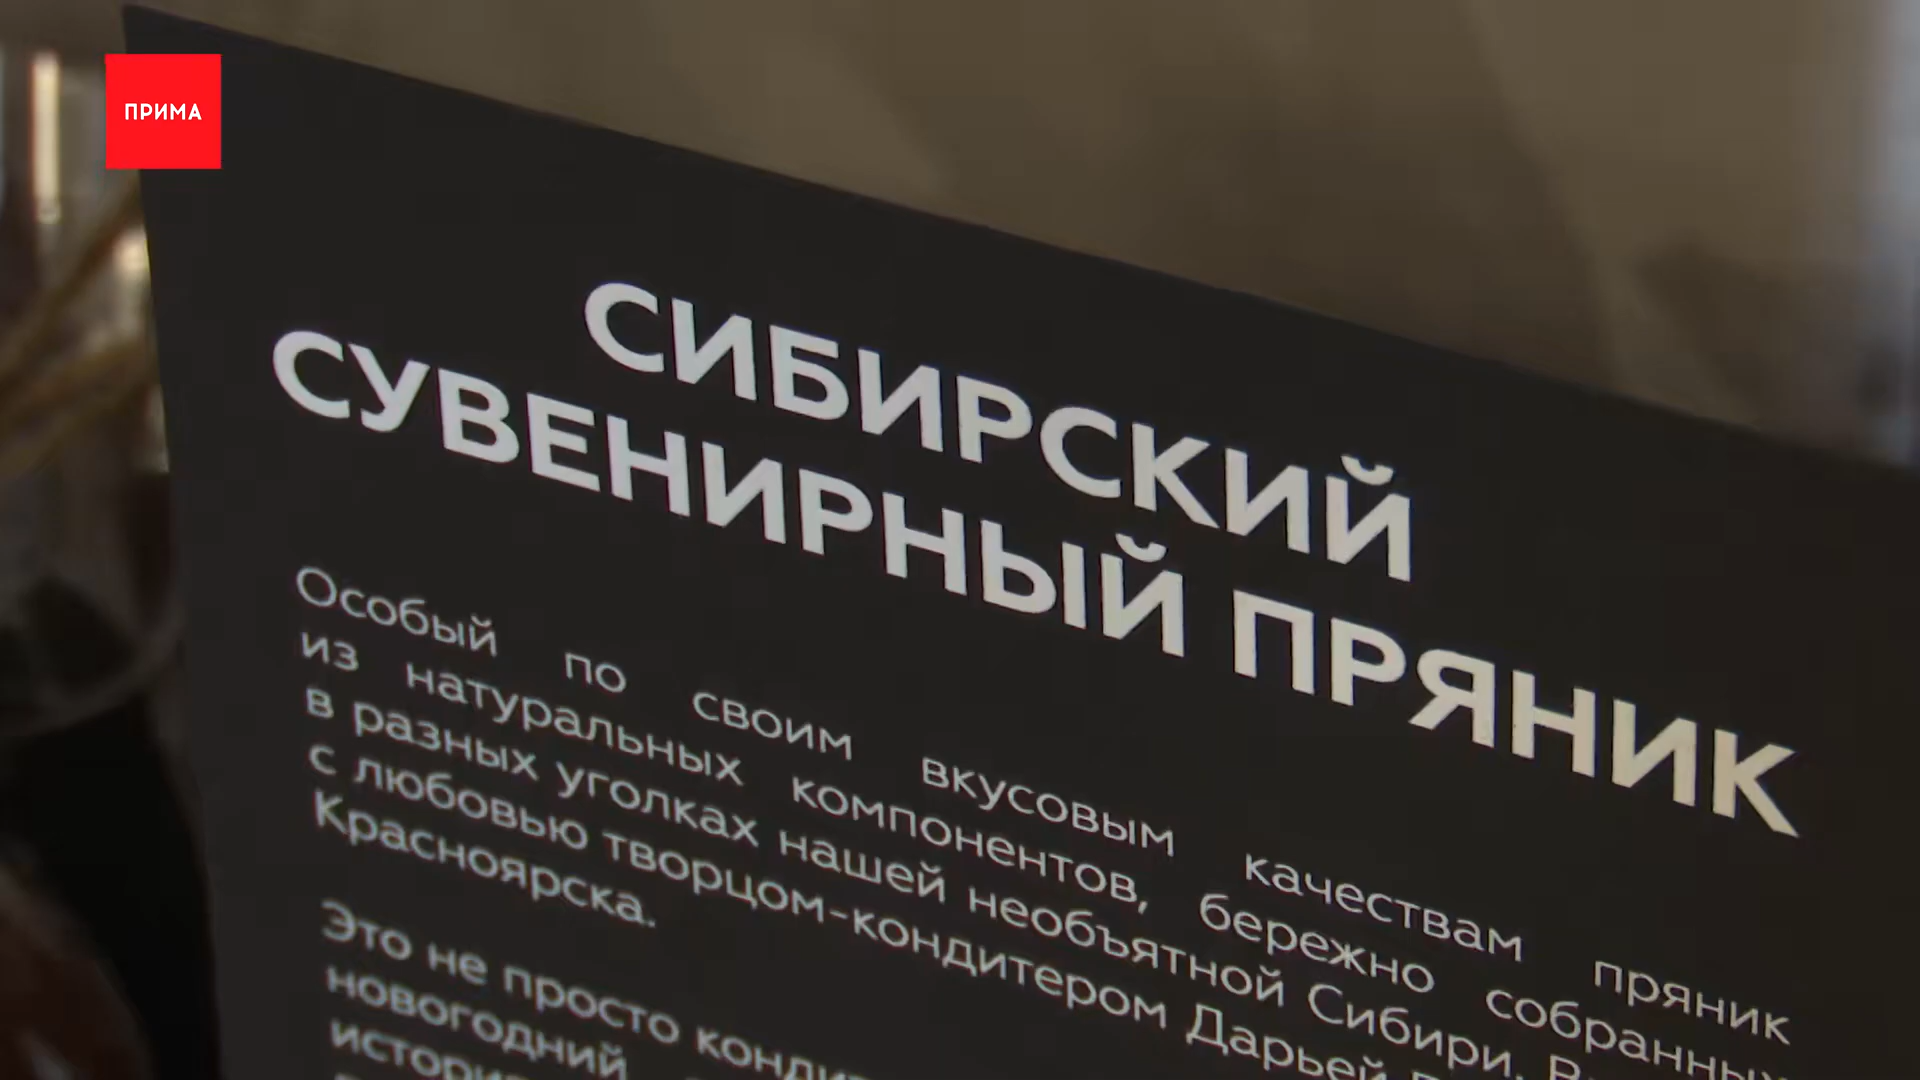 ПРИМА
СИБИРСКИЙ
СУВЕНИРНЫЙ ПРЯНИК
Особый по своим вкусовым качествам пряник
из натуральных компонентов, бережно собранных
в разных уголках нашей необъятной Сибири.
с любовью творцом-кондитером Дарьей
Красноярска.
Это не просто
новогодний